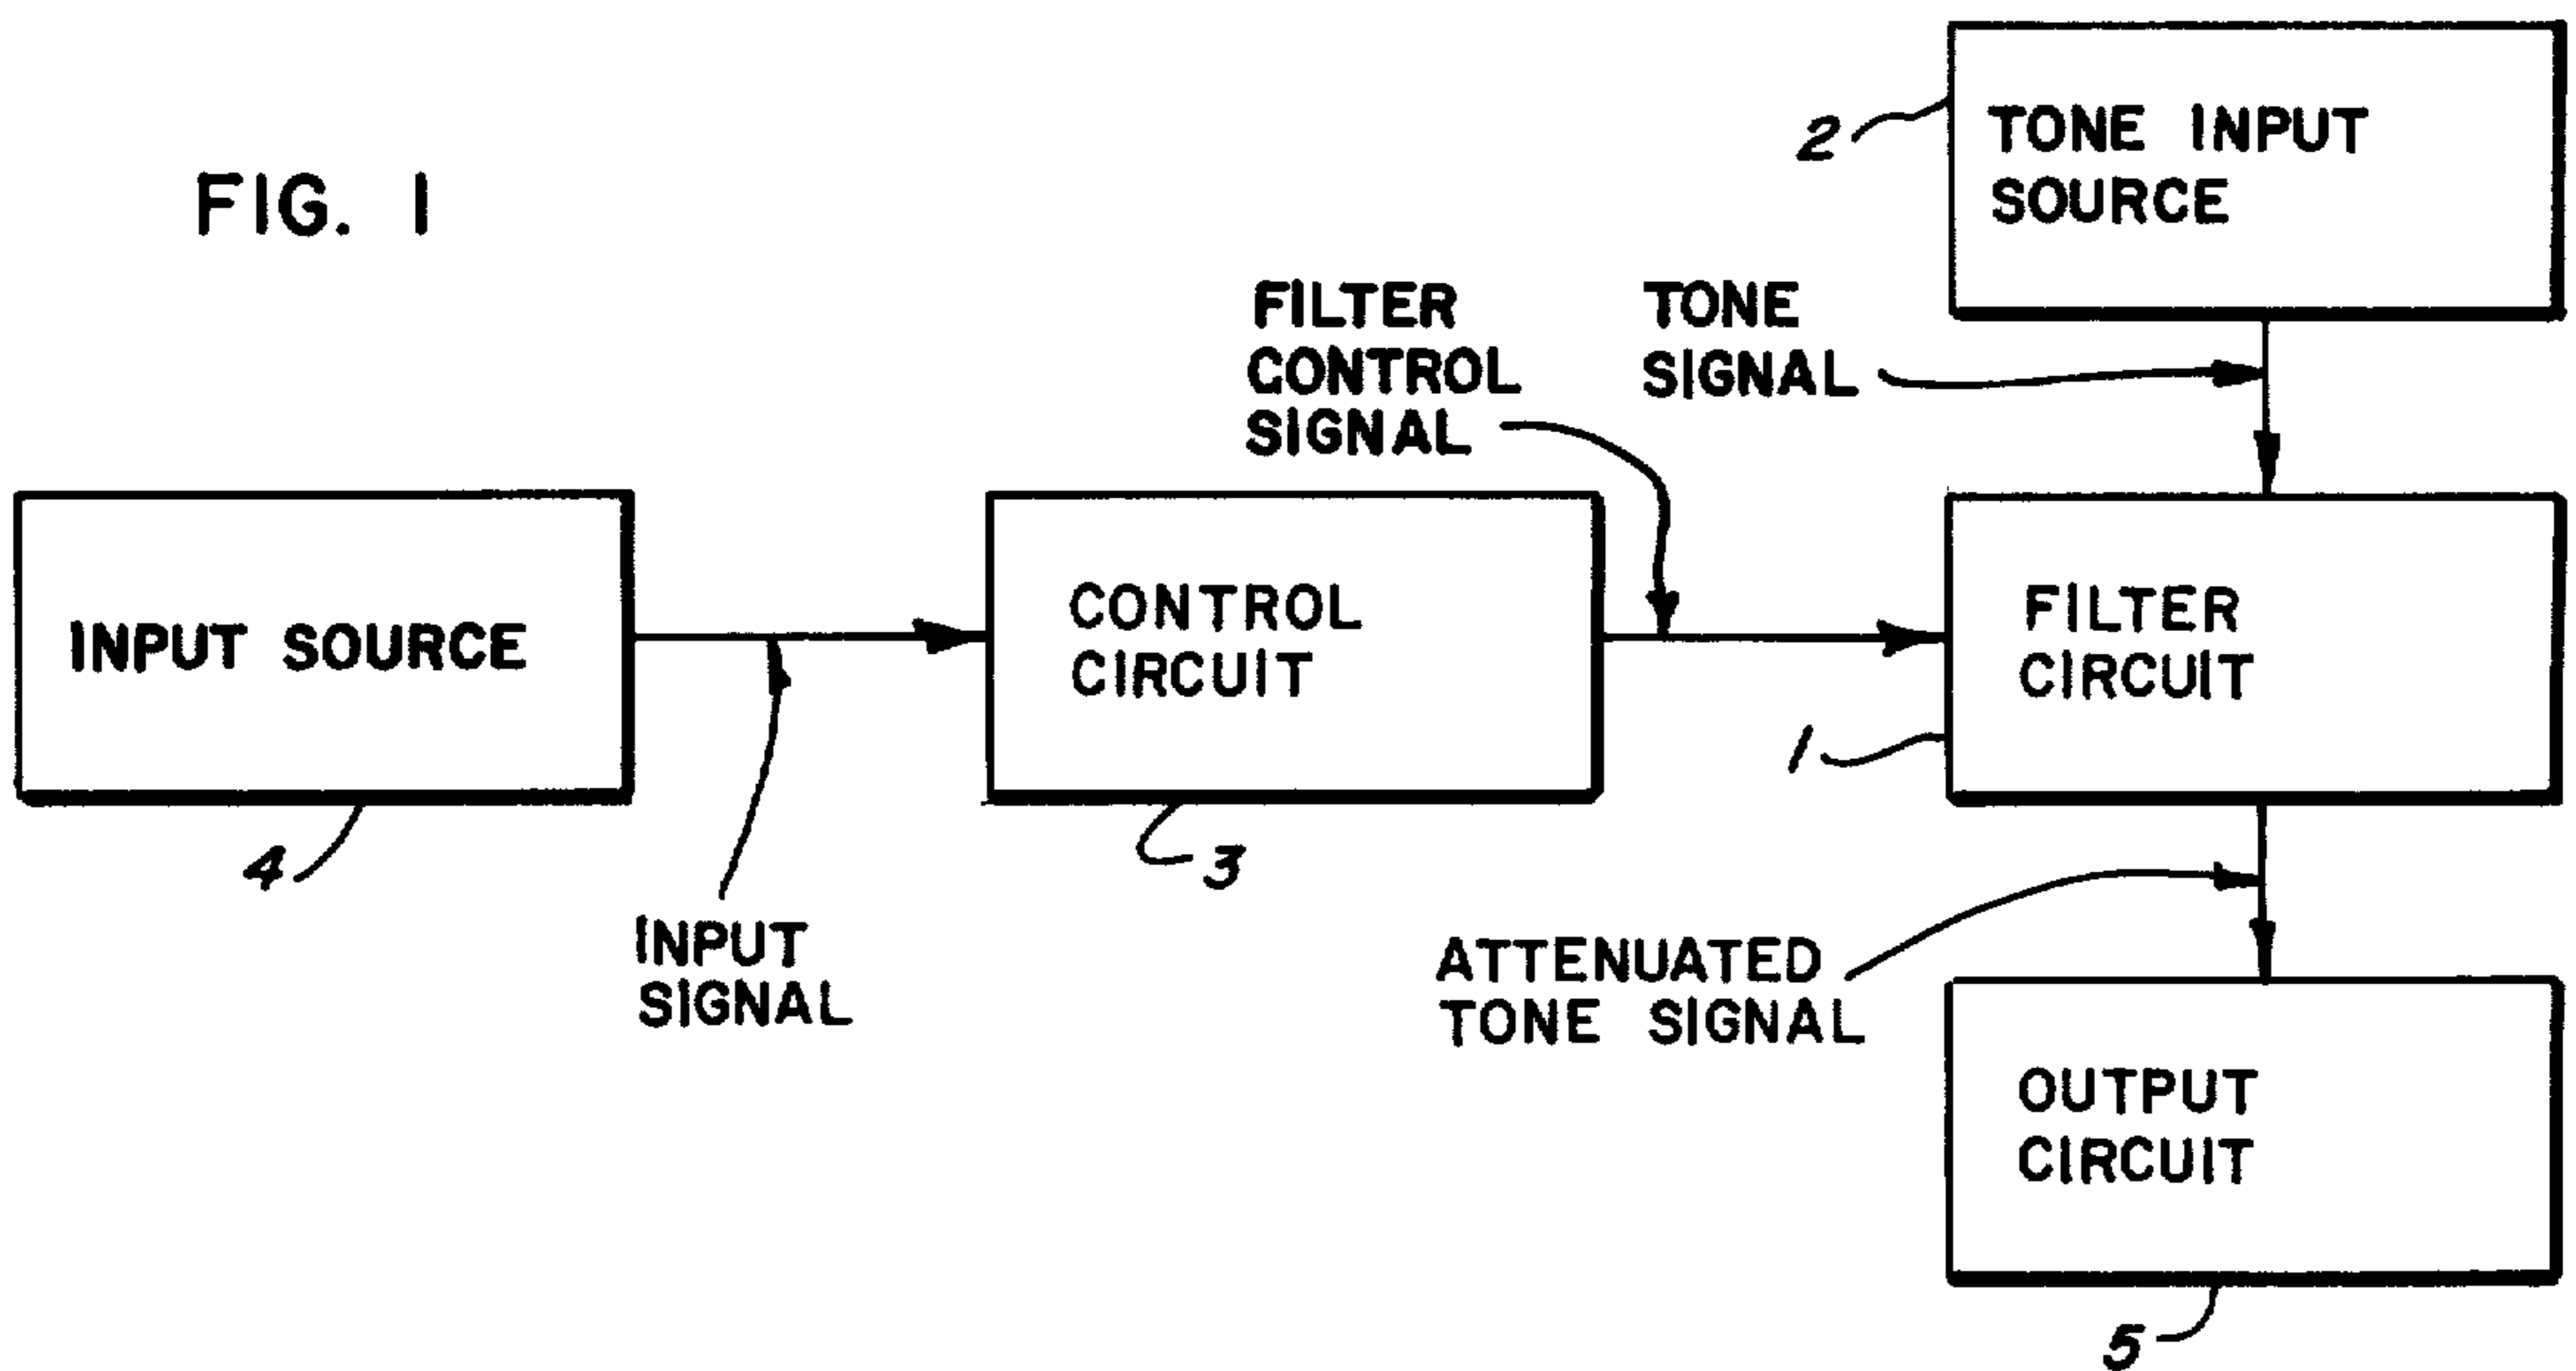 FIG. 1
2
TONE INPUT
SOURCE
FILTER
CONTROL
SIGNAL
TONE
SIGNAL
INPUT SOURCE
4
INPUT
SIGNAL
CONTROL
CIRCUIT
3
FILTER
CIRCUIT
1
ATTENUATED
TONE SIGNAL
OUTPUT
CIRCUIT
5